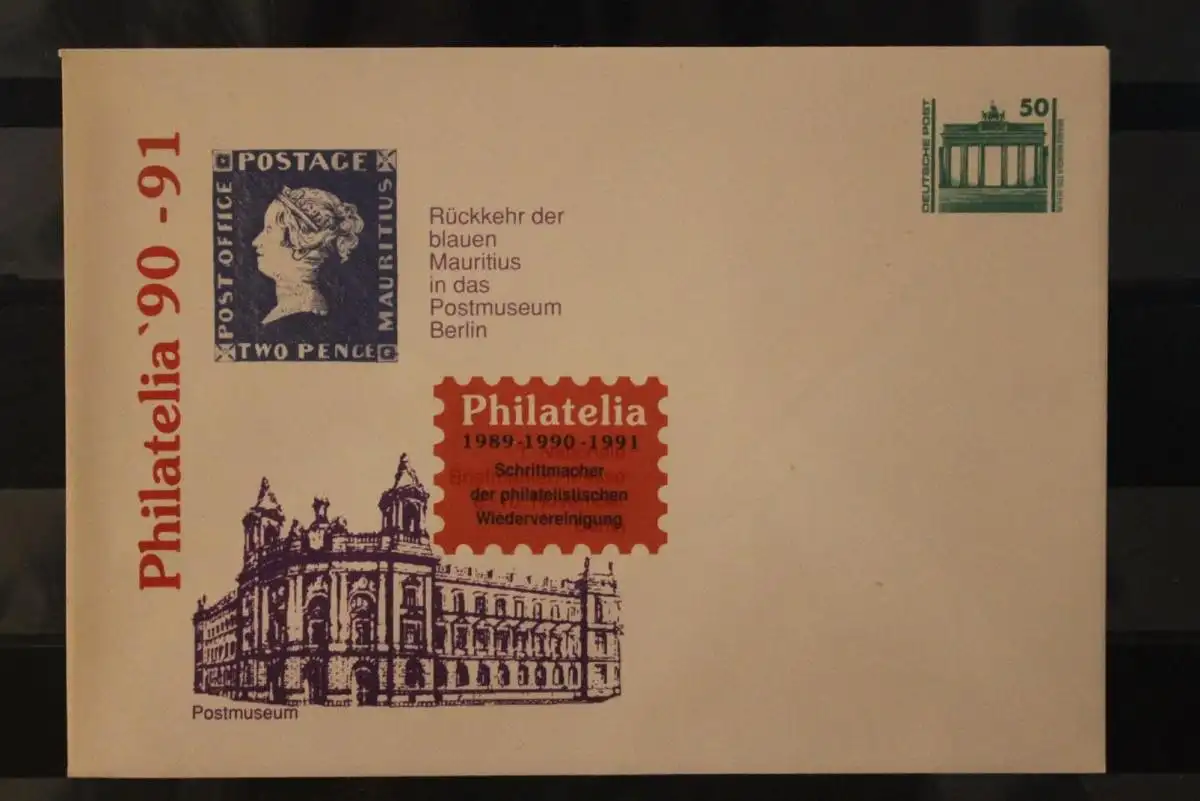 Philatelia `90 - 91
POSTAGE
POST OFFICE
MAURITIUS
TWO PENCE
Rückkehr der
blauen
Mauritius
in das
Postmuseum
Berlin
DEUTSCHE POST
50
Philatelia
1989-1990-1991
Schrittmacher
der philatelistischen
Wiedervereinigung
Postmuseum